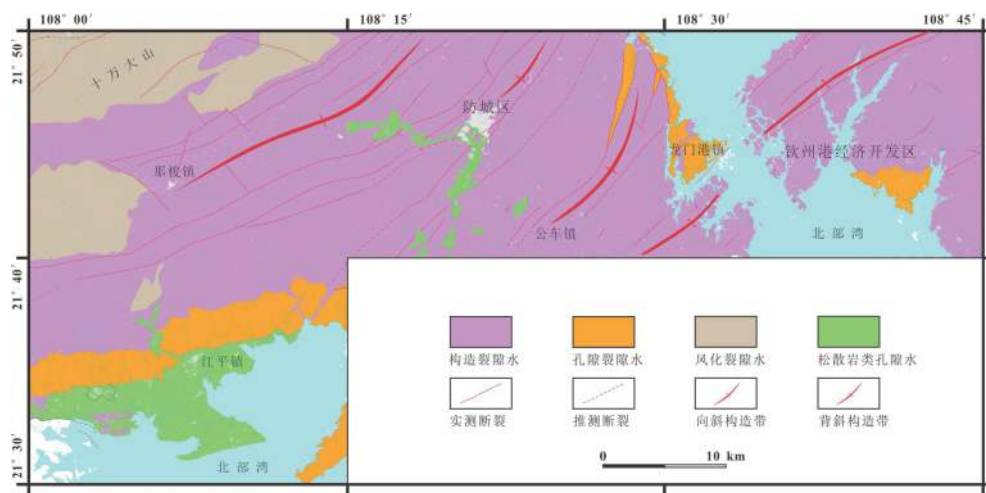 108° 00′ 108° 15′ 108° 30′ 108° 45′
21° 50′
十万大山
防城区
龙门港镇
钦州港经济开发区
那梭镇
公车镇
北部湾
21° 40′
江平镇
构造裂隙水 孔隙裂隙水 风化裂隙水 松散岩类孔隙水
实测断裂 推测断裂 向斜构造带 背斜构造带
0 10 km
21° 30′
北部湾